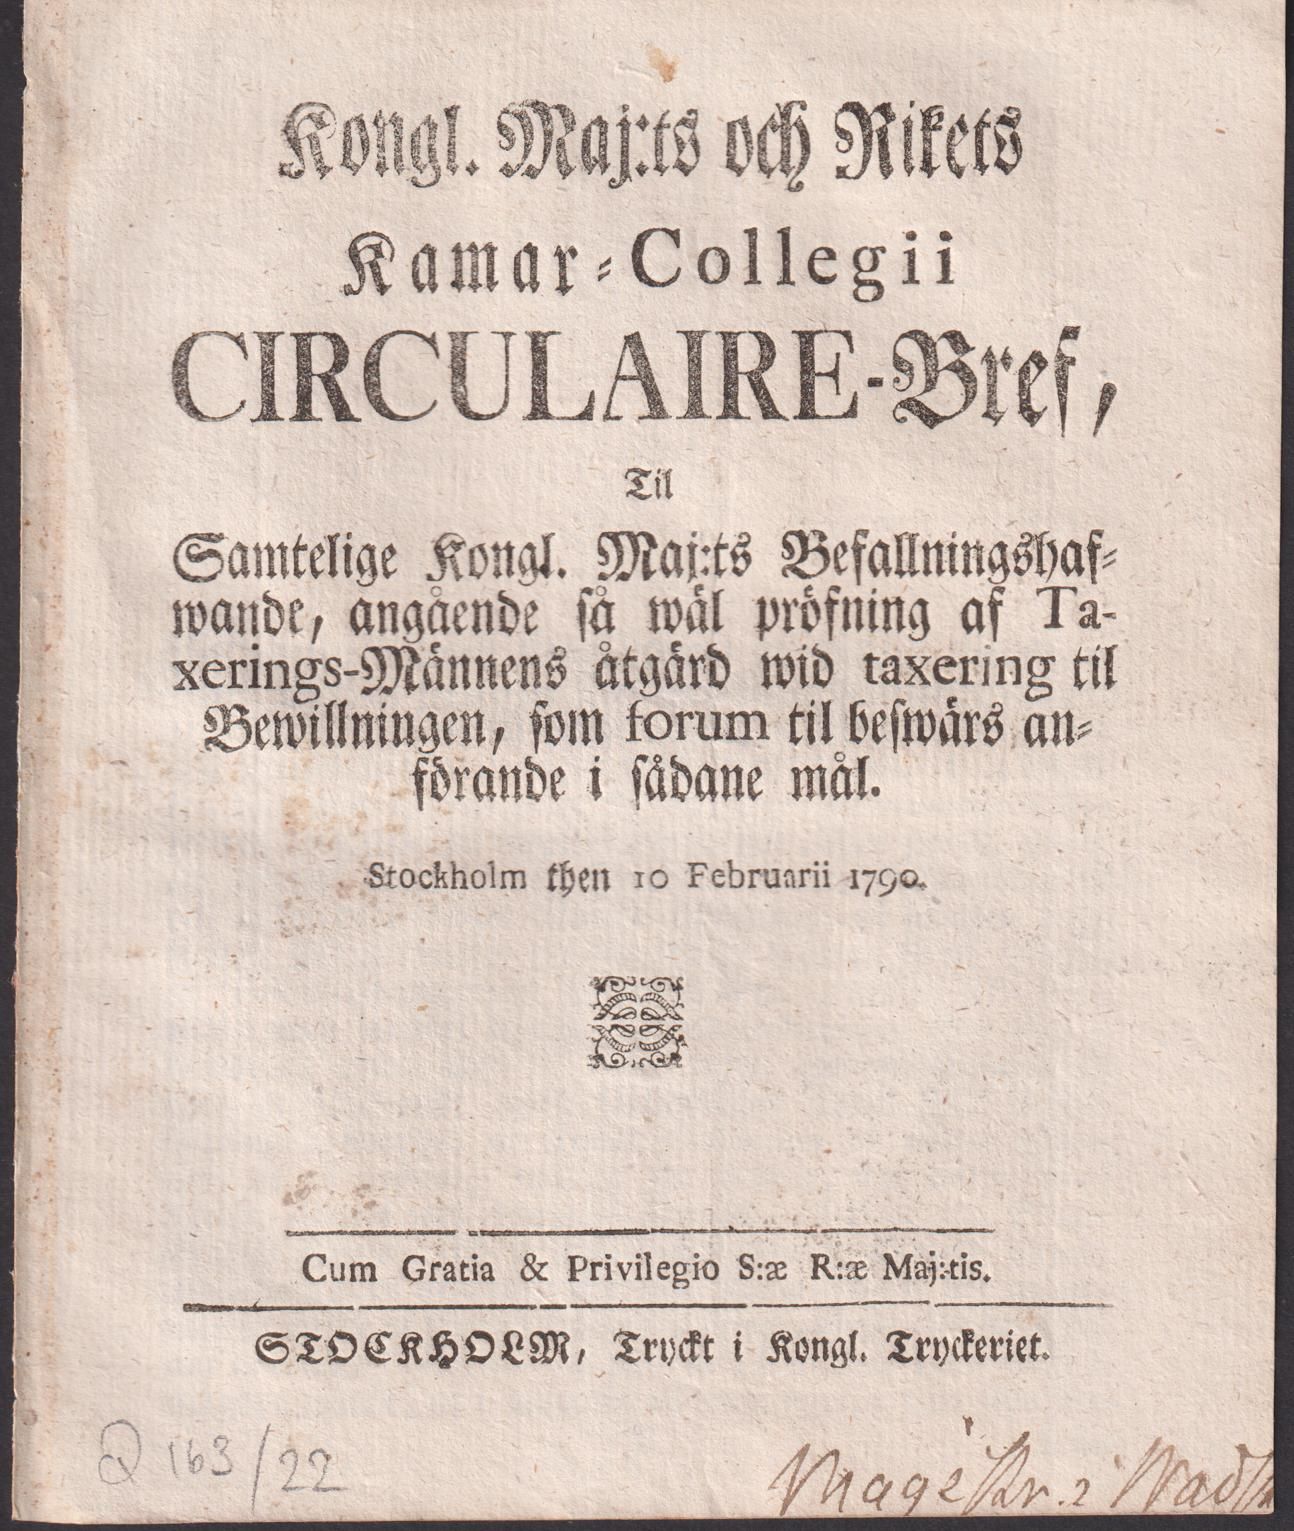 Kongl. Maj:ts och Rikets
Kamar-Collegii
CIRCULAIRE-Bref,
Til
Samtelige Kongl. Maj:ts Befallningshaf-
wande, angående så wäl pröfning af Ta-
xerings-Männens åtgärd wid taxering til
Bewillningen, som forum til beswärs an-
förande i sådane mål.
Stockholm then 10 Februarii 1790.
Cum Gratia & Privilegio S:æ R:æ Maj:tis.
STOCKHOLM, Tryckt i Kongl. Tryckeriet.
Q 163/22